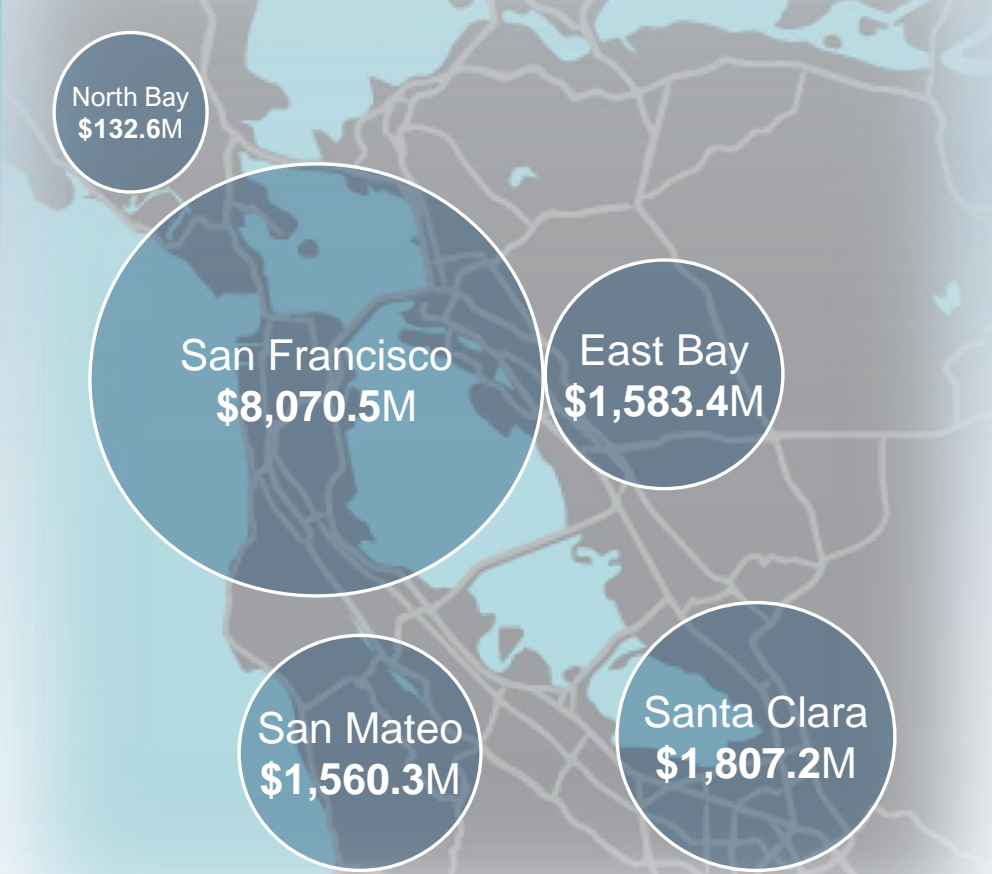 North Bay
$132.6M
San Francisco
$8,070.5M
East Bay
$1,583.4M
San Mateo
$1,560.3M
Santa Clara
$1,807.2M